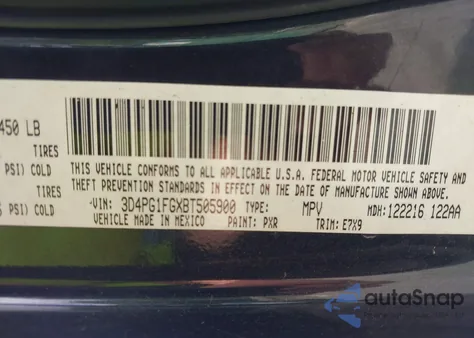 450 LB
TIRES
PSI) COLD
TIRES
PSI) COLD
THIS VEHICLE CONFORMS TO ALL APPLICABLE U.S.A. FEDERAL MOTOR VEHICLE SAFETY AND
THEFT PREVENTION STANDARDS IN EFFECT ON THE DATE OF MANUFACTURE SHOWN ABOVE.
-VIN: 3D4PG1FGXBT505900 TYPE: MPV MDH: 122216 122AA
VEHICLE MADE IN MEXICO PAINT: PXR TRIM: E7X9
autoSnap